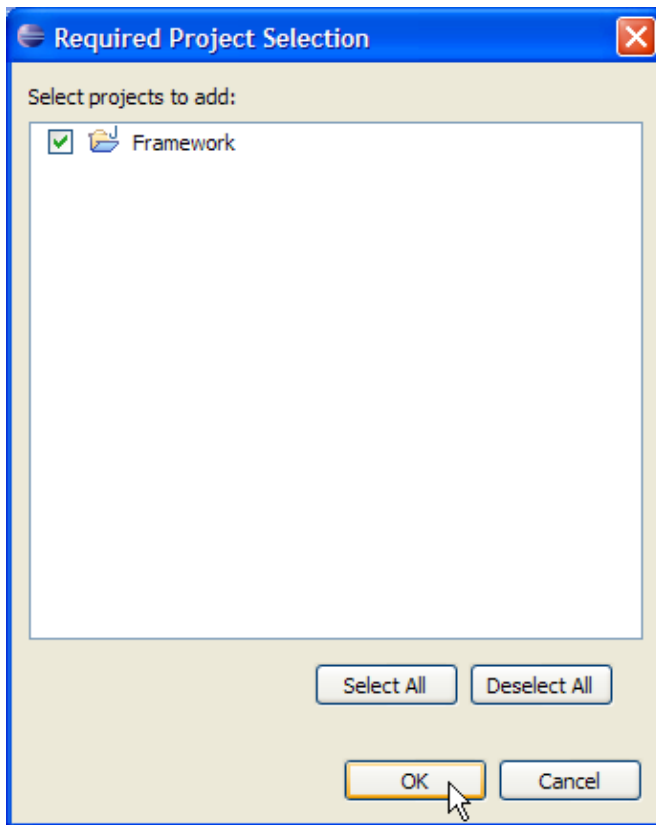 Required Project Selection
Select projects to add:
Framework
Select All Deselect All
OK Cancel